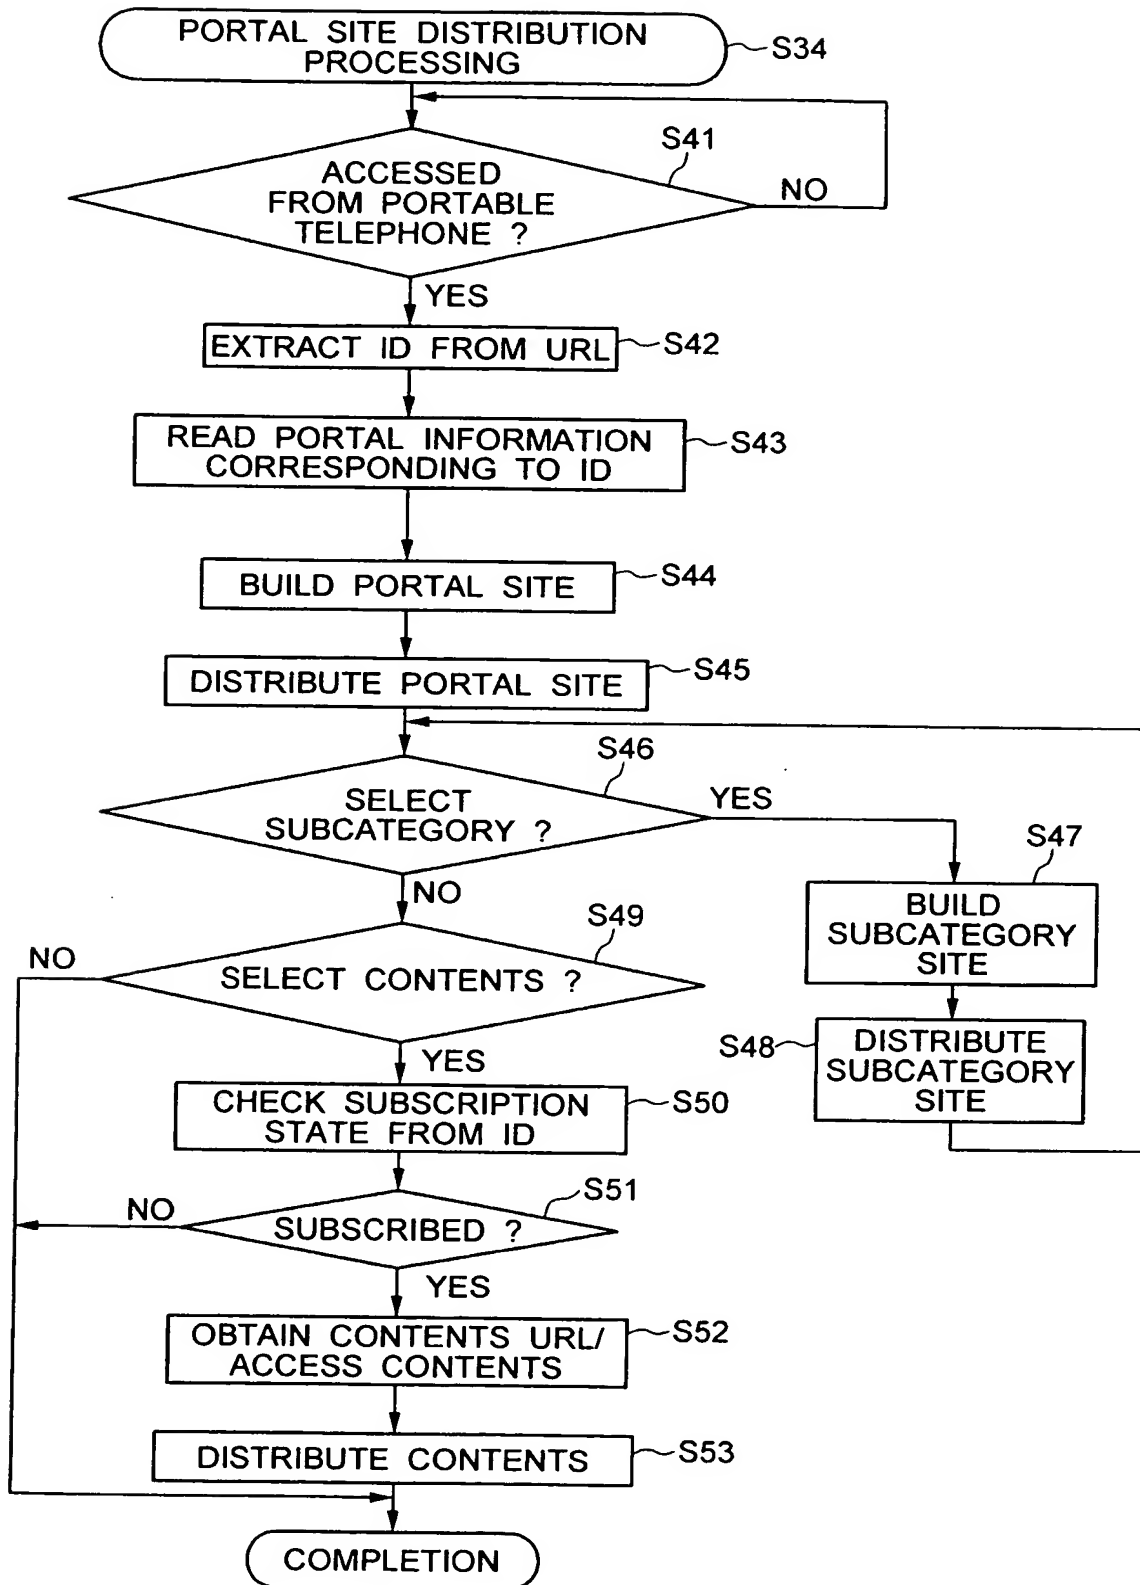 PORTAL SITE DISTRIBUTION
PROCESSING
S34
S41
ACCESSED
FROM PORTABLE
TELEPHONE ?
NO
YES
EXTRACT ID FROM URL
S42
READ PORTAL INFORMATION
CORRESPONDING TO ID
S43
BUILD PORTAL SITE
S44
DISTRIBUTE PORTAL SITE
S45
S46
SELECT
SUBCATEGORY ?
YES
NO
S47
BUILD
SUBCATEGORY
SITE
S48
DISTRIBUTE
SUBCATEGORY
SITE
S49
NO
SELECT CONTENTS ?
YES
CHECK SUBSCRIPTION
STATE FROM ID
S50
S51
NO
SUBSCRIBED ?
YES
OBTAIN CONTENTS URL/
ACCESS CONTENTS
S52
DISTRIBUTE CONTENTS
S53
COMPLETION